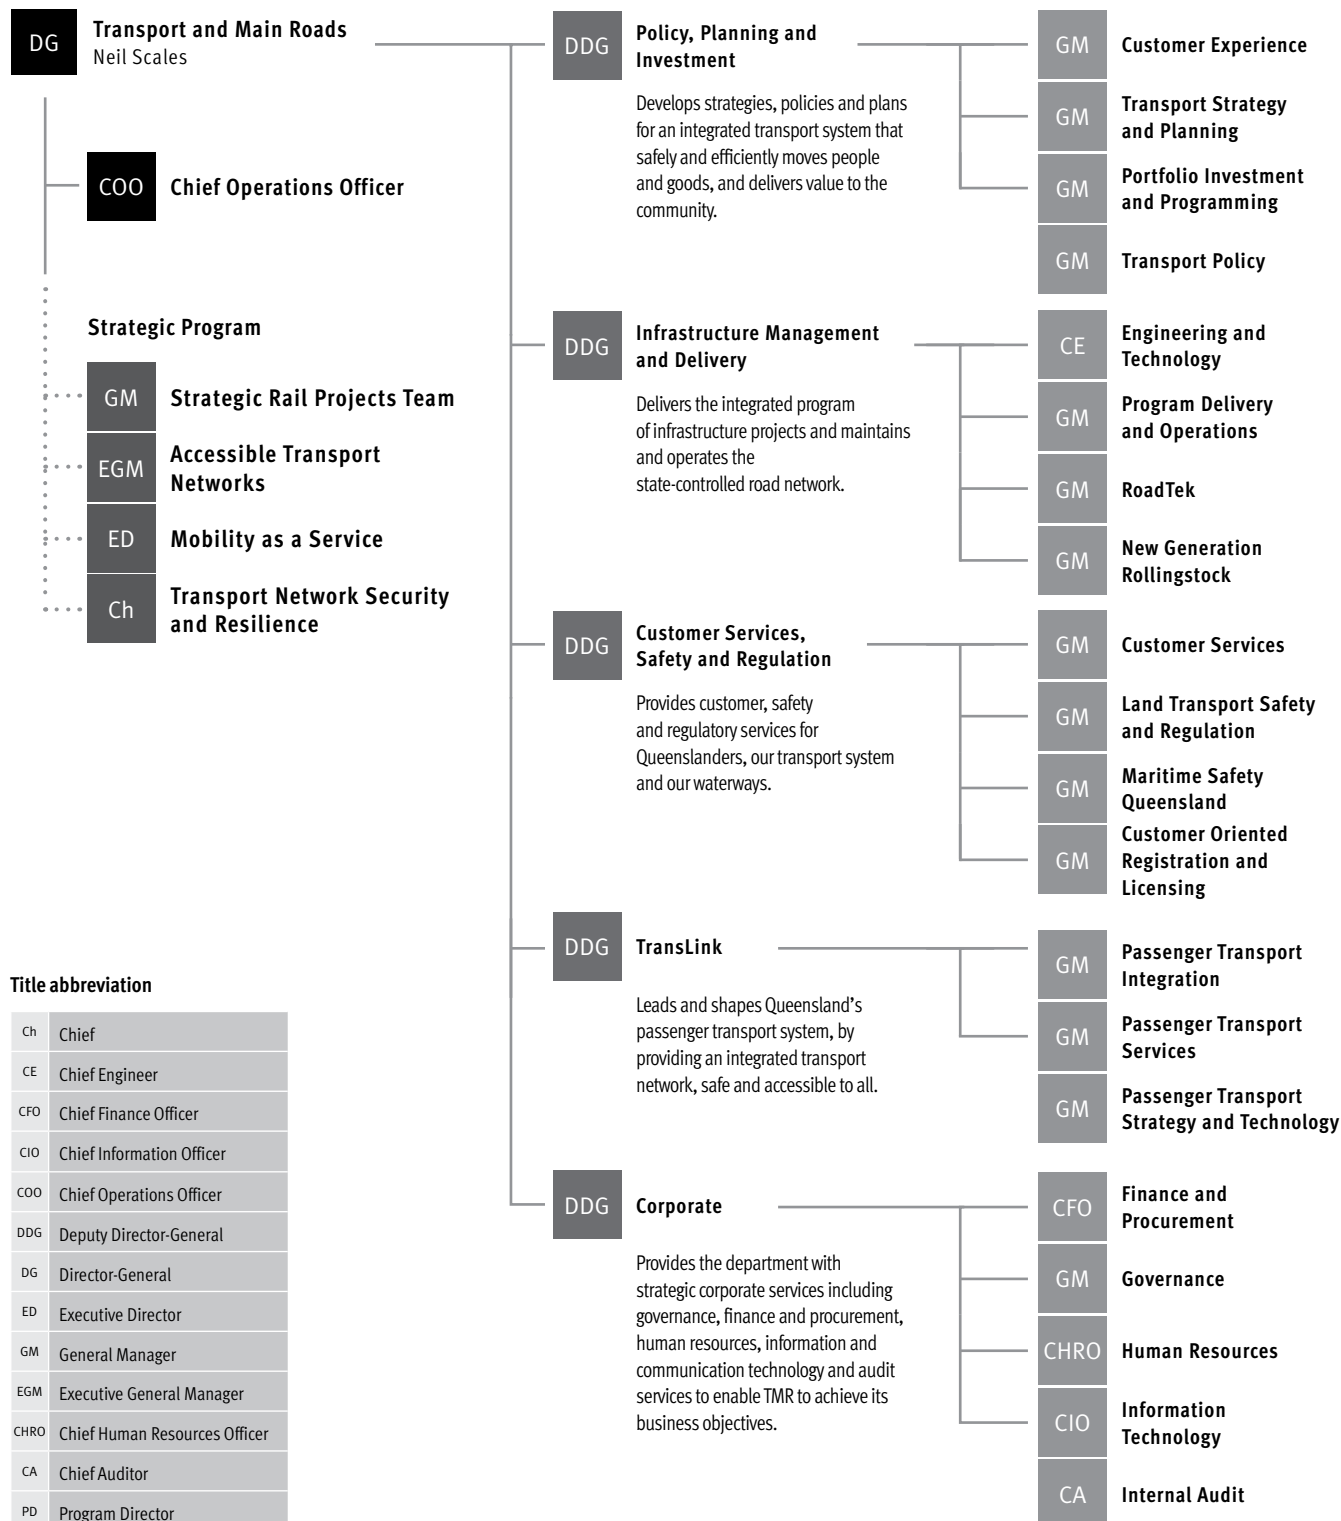 DG
Transport and Main Roads
Neil Scales
COO
Chief Operations Officer
Strategic Program
GM
Strategic Rail Projects Team
EGM
Accessible Transport
Networks
ED
Mobility as a Service
Ch
Transport Network Security
and Resilience
DDG
Policy, Planning and
Investment
Develops strategies, policies and plans
for an integrated transport system that
safely and efficiently moves people
and goods, and delivers value to the
community.
GM
Customer Experience
GM
Transport Strategy
and Planning
GM
Portfolio Investment
and Programming
GM
Transport Policy
DDG
Infrastructure Management
and Delivery
Delivers the integrated program
of infrastructure projects and maintains
and operates the
state-controlled road network.
CE
Engineering and
Technology
GM
Program Delivery
and Operations
GM
RoadTek
GM
New Generation
Rollingstock
DDG
Customer Services,
Safety and Regulation
Provides customer, safety
and regulatory services for
Queenslanders, our transport system
and our waterways.
GM
Customer Services
GM
Land Transport Safety
and Regulation
GM
Maritime Safety
Queensland
GM
Customer Oriented
Registration and
Licensing
DDG
TransLink
Leads and shapes Queensland's
passenger transport system, by
providing an integrated transport
network, safe and accessible to all.
GM
Passenger Transport
Integration
GM
Passenger Transport
Services
GM
Passenger Transport
Strategy and Technology
DDG
Corporate
Provides the department with
strategic corporate services including
governance, finance and procurement,
human resources, information and
communication technology and audit
services to enable TMR to achieve its
business objectives.
CFO
Finance and
Procurement
GM
Governance
CHRO
Human Resources
CIO
Information
Technology
CA
Internal Audit
Title abbreviation
Ch Chief
CE Chief Engineer
CFO Chief Finance Officer
CIO Chief Information Officer
COO Chief Operations Officer
DDG Deputy Director-General
DG Director-General
ED Executive Director
GM General Manager
EGM Executive General Manager
CHRO Chief Human Resources Officer
CA Chief Auditor
PD Program Director